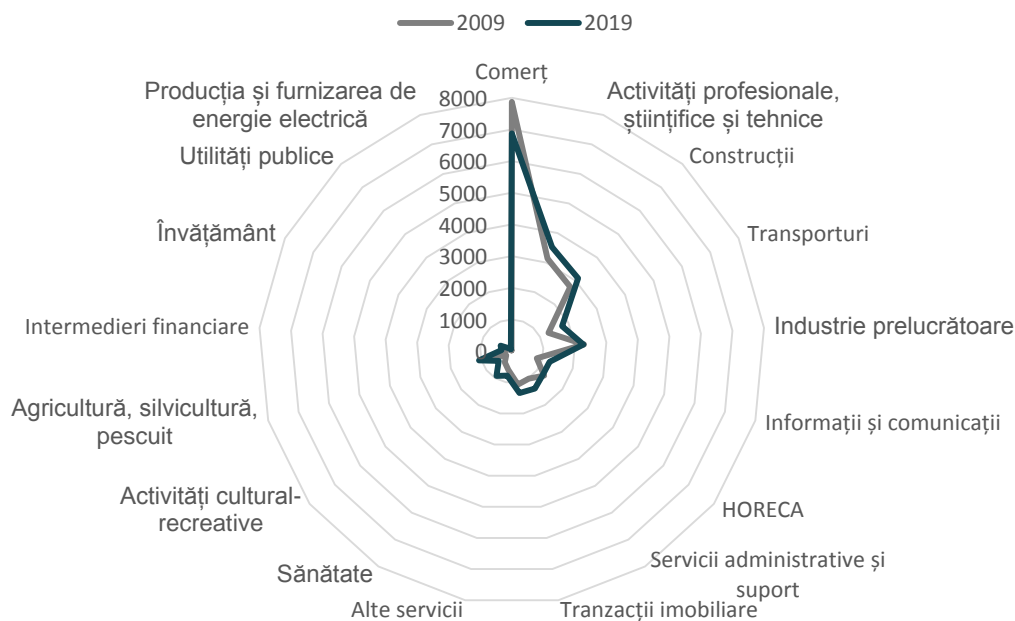 2009
2019
Comerț
Activități profesionale,
științifice și tehnice
Construcții
Transporturi
Industrie prelucrătoare
Informații și comunicații
HORECA
Servicii administrative și
suport
Tranzacții imobiliare
Alte servicii
Sănătate
Activități cultural-
recreative
Agricultură, silvicultură,
pescuit
Intermedieri financiare
Învățământ
Utilități publice
Producția și furnizarea de
energie electrică
8000
7000
6000
5000
4000
3000
2000
1000
0